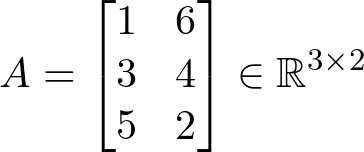 A = [1 6
3 4
5 2] ∈ ℝ^{3×2}